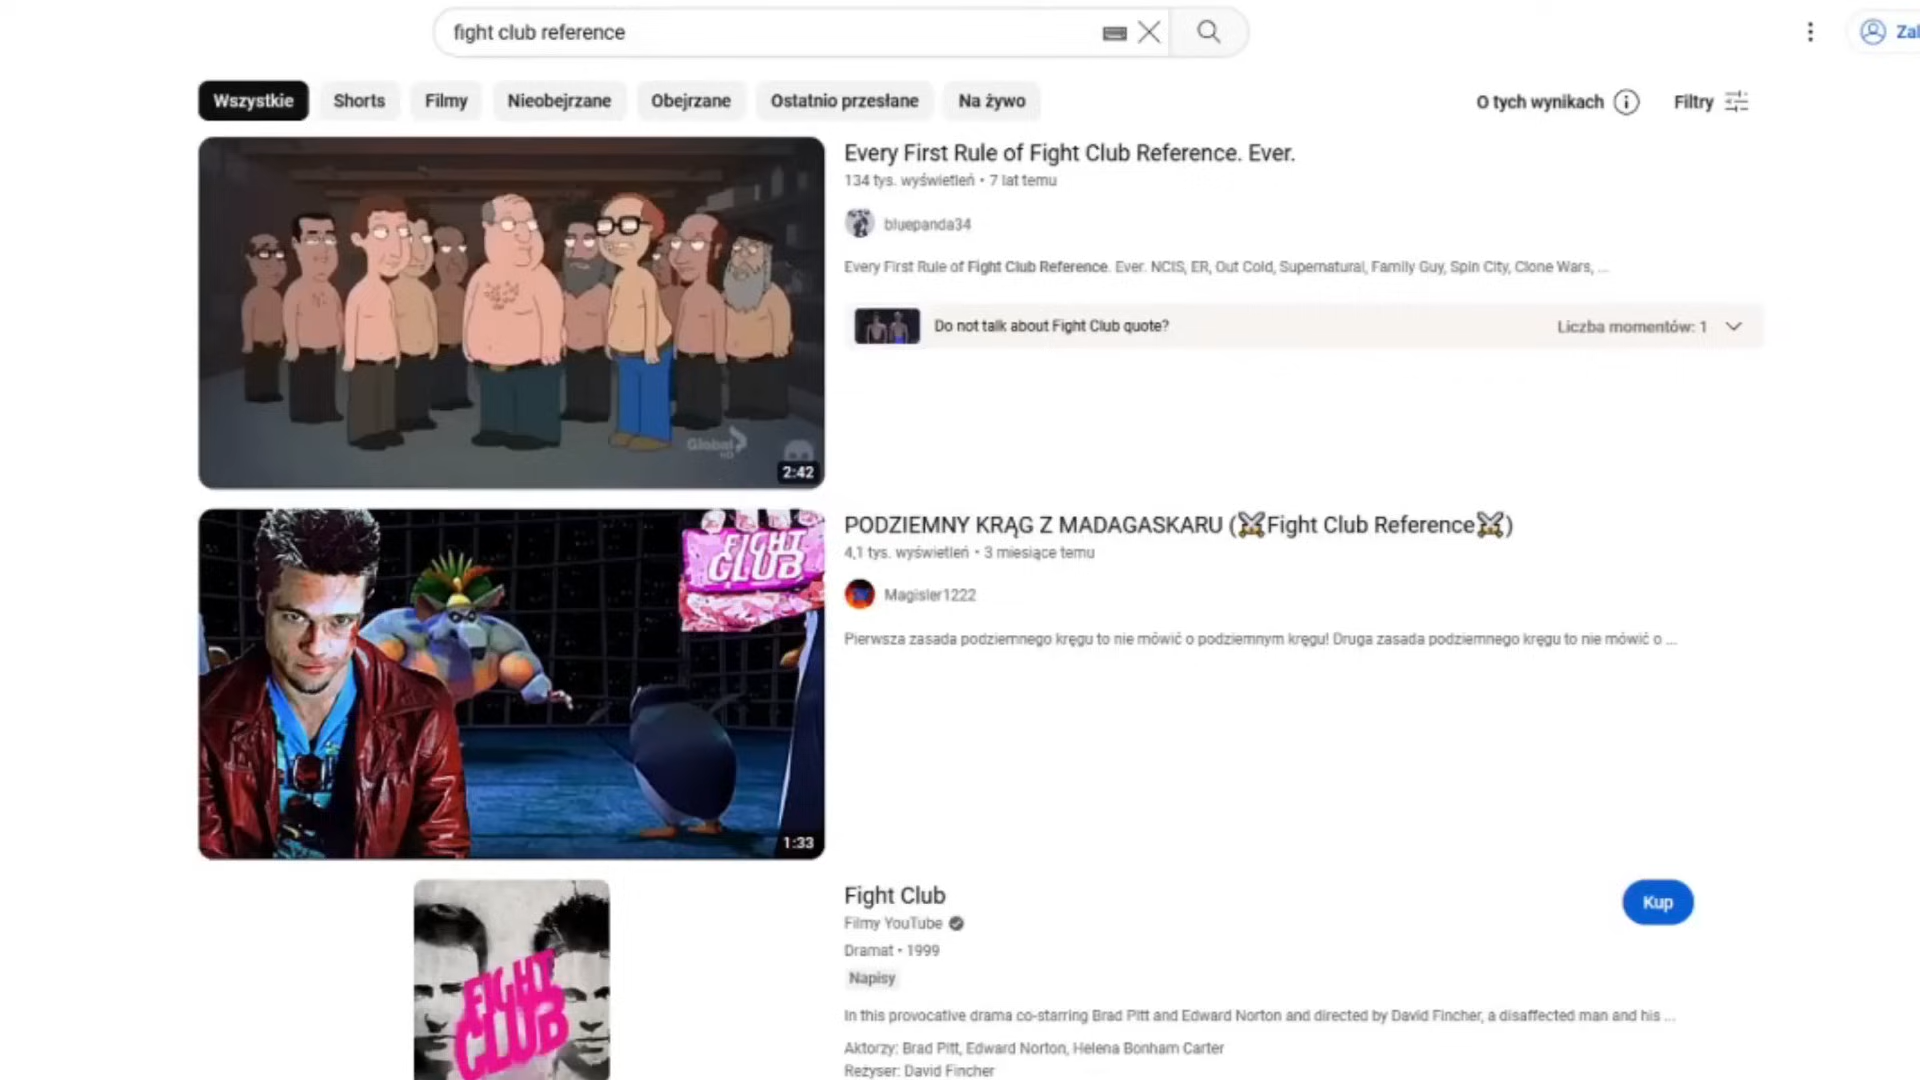 fight club reference
Zal
Wszystkie
Shorts
Filmy
Nieobejrzane
Obejrzane
Ostatnio przesłane
Na żywo
O tych wynikach
Filtry
Global
HD
2:42
Every First Rule of Fight Club Reference. Ever.
134 tys. wyświetleń • 7 lat temu
bluepanda34
Every First Rule of Fight Club Reference. Ever. NCIS, ER, Out Cold, Supernatural, Family Guy, Spin City, Clone Wars, ...
Do not talk about Fight Club quote?
Liczba momentów: 1
FIGHT
CLUB
1:33
PODZIEMNY KRĄG Z MADAGASKARU (⚔Fight Club Reference⚔)
4,1 tys. wyświetleń • 3 miesiące temu
Magisler1222
Pierwsza zasada podziemnego kręgu to nie mówić o podziemnym kręgu! Druga zasada podziemnego kręgu to nie mówić o ...
FIGHT
CLUB
Fight Club
Filmy YouTube
Dramat • 1999
Napisy
In this provocative drama co-starring Brad Pitt and Edward Norton and directed by David Fincher, a disaffected man and his ...
Aktorzy: Brad Pitt, Edward Norton, Helena Bonham Carter
Reżyser: David Fincher
Kup